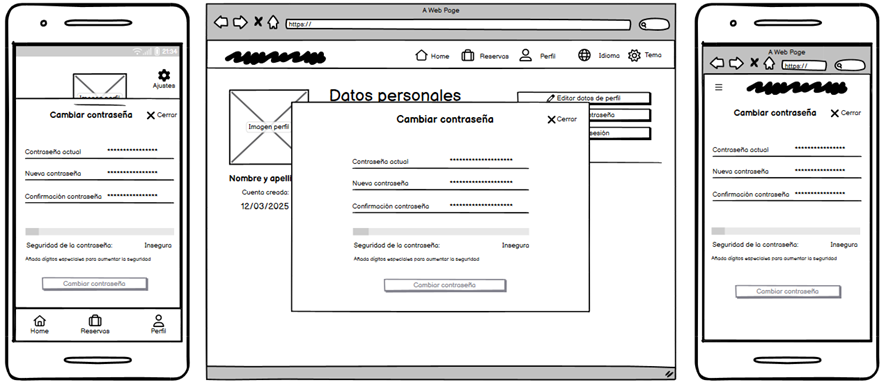 21:34
Ajustes
Imagen perfil
Cambiar contraseña
Cerrar
Contraseña actual ********************
Nueva contraseña ********************
Confirmación contraseña ********************
Seguridad de la contraseña: Insegura
Añada dígitos especiales para aumentar la seguridad
Cambiar contraseña
Home Reservas Perfil
A Web Page
https://
Home Reservas Perfil Idioma Tema
Datos personales
Editar datos de perfil
Imagen perfil
contraseña
sesión
Nombre y apelli
Cuenta creada:
12/03/2025
Cambiar contraseña
Cerrar
Contraseña actual ********************
Nueva contraseña ********************
Confirmación contraseña ********************
Seguridad de la contraseña: Insegura
Añada dígitos especiales para aumentar la seguridad
Cambiar contraseña
A Web Page
https://
Cambiar contraseña
Cerrar
Contraseña actual ********************
Nueva contraseña ********************
Confirmación contraseña ********************
Seguridad de la contraseña: Insegura
Añada dígitos especiales para aumentar la seguridad
Cambiar contraseña